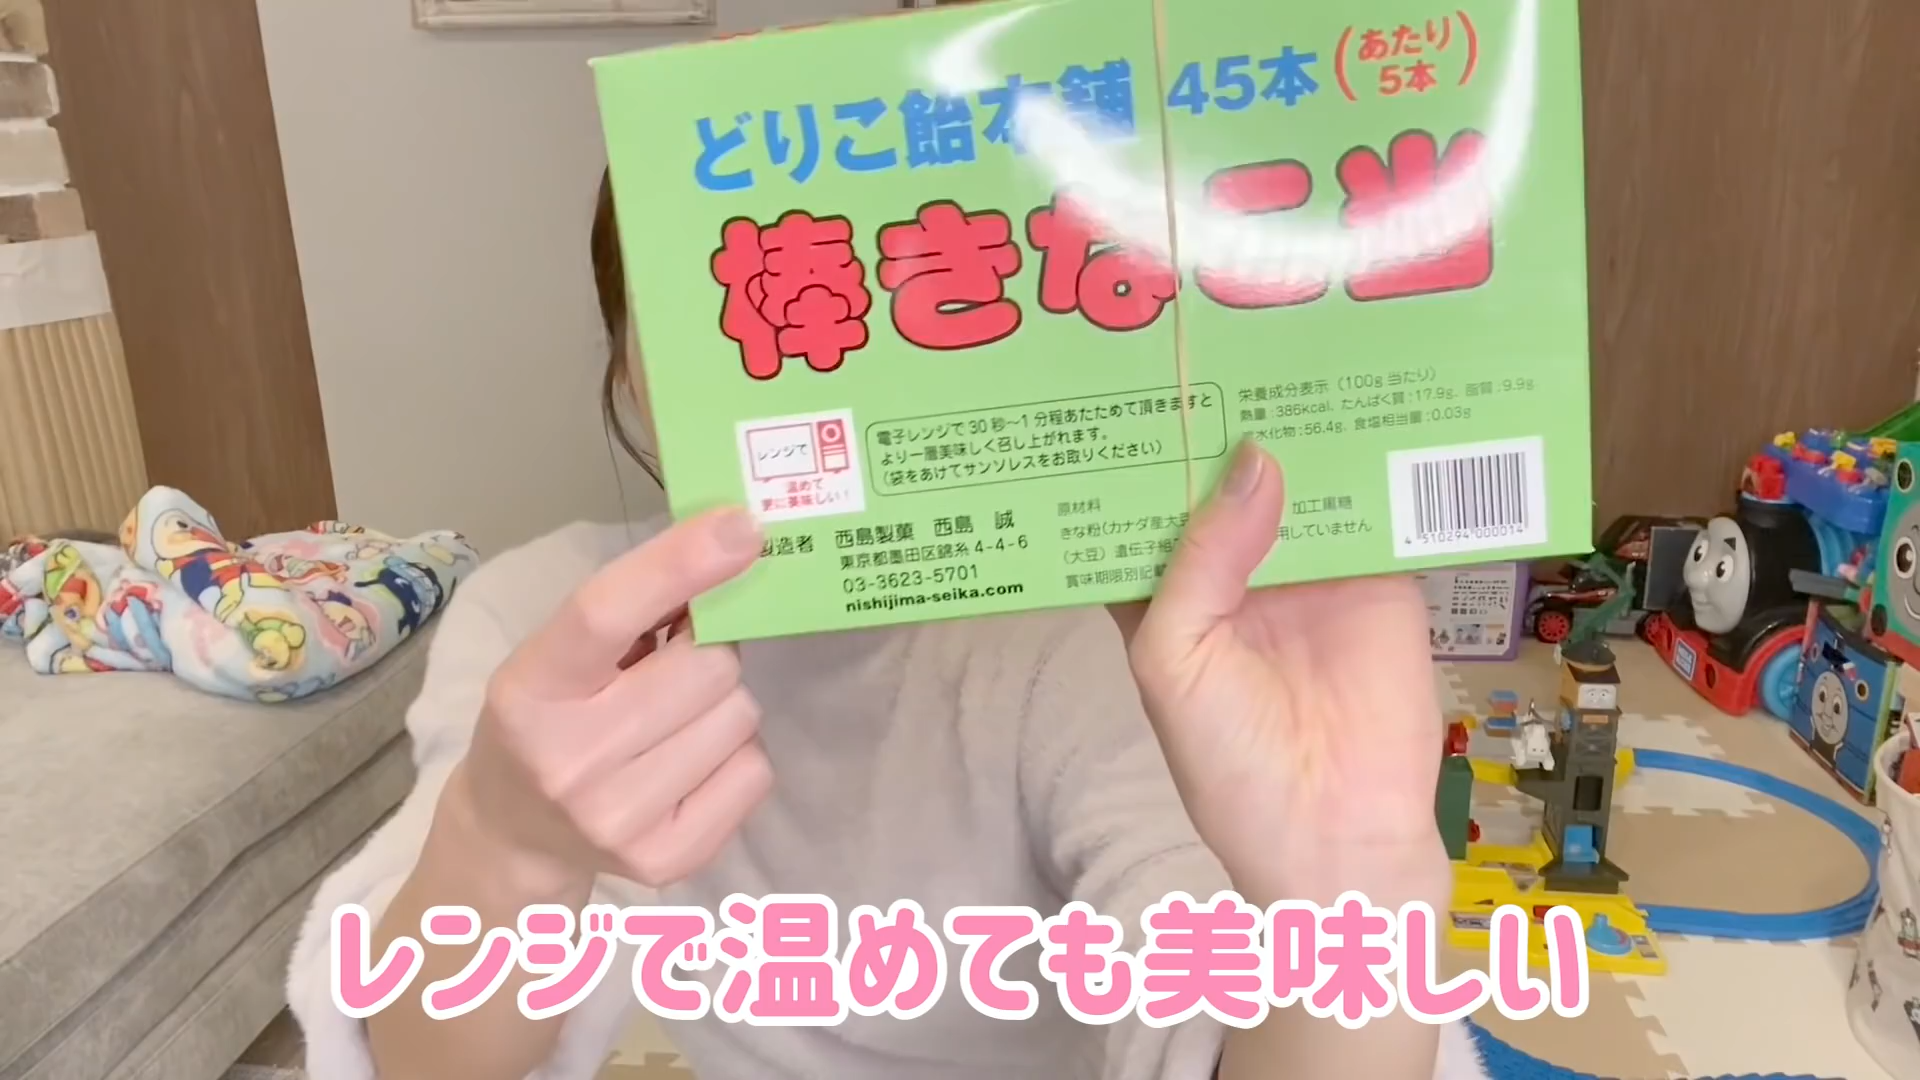 どりこ飴本舗 45本(あたり5本)
棒きなこ当
レンジで
温めて
更に美味しい!
電子レンジで30秒〜1分程あたためて頂きますと
より一層美味しく召し上がれます。
(袋をあけてサンソレスをお取りください)
栄養成分表示(100g当たり)
熱量:386kcal、たんぱく質:17.9g、脂質:9.9g、
炭水化物:56.4g、食塩相当量:0.03g
製造者 西島製菓 西島 誠
東京都墨田区錦糸4-4-6
03-3623-5701
nishijima-seika.com
原材料
きな粉(カナダ産大豆 加工黒糖
(大豆)遺伝子組 用していません
賞味期限別記載
4 510294 000014
レンジで温めても美味しい